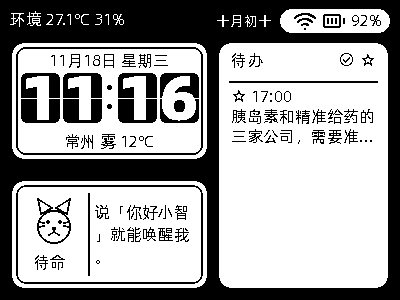 环境 27.1℃ 31%
十月初十
92%
11月18日 星期三
11:16
常州 雾 12℃
待办
17:00
胰岛素和精准给药的
三家公司，需要准...
待命
说「你好小智
」就能唤醒我
。